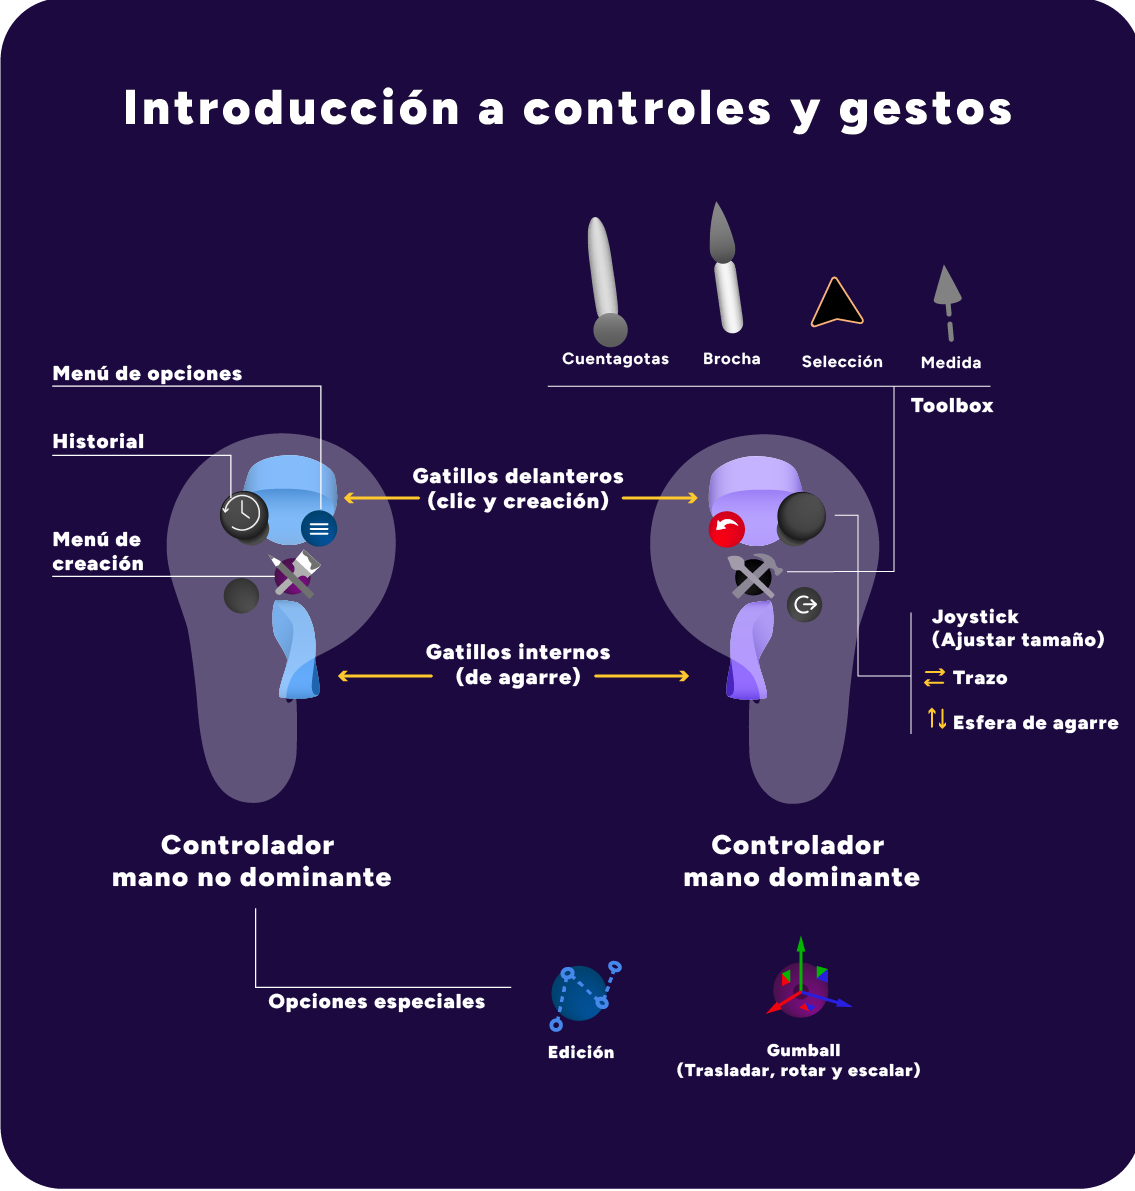 Introducción a controles y gestos
Cuentagotas
Brocha
Selección
Medida
Toolbox
Menú de opciones
Historial
Menú de
creación
Gatillos delanteros
(clic y creación)
Gatillos internos
(de agarre)
Joystick
(Ajustar tamaño)
Trazo
Esfera de agarre
Controlador
mano no dominante
Controlador
mano dominante
Opciones especiales
Edición
Gumball
(Trasladar, rotar y escalar)